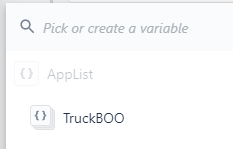 Pick or create a variable
{ } AppList
{ } TruckBOO